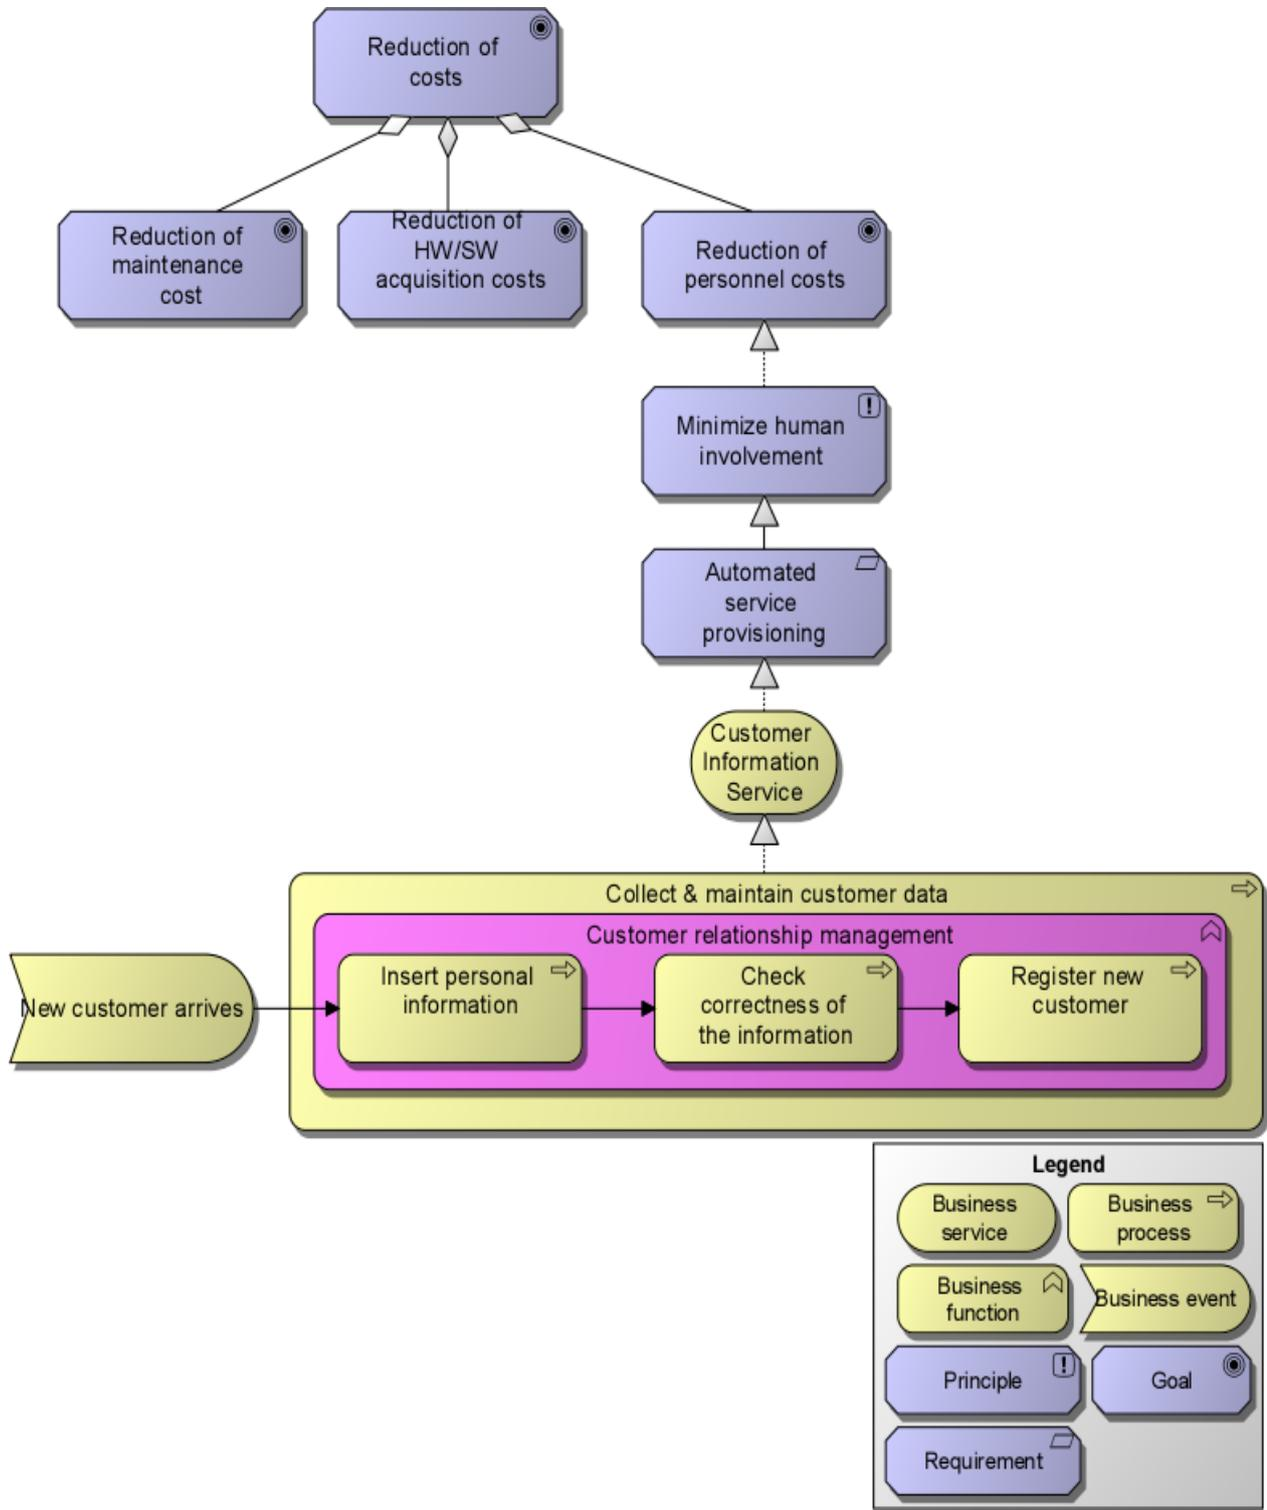 Reduction of
costs
Reduction of
maintenance
cost
Reduction of
HW/SW
acquisition costs
Reduction of
personnel costs
Minimize human
involvement
Automated
service
provisioning
Customer
Information
Service
Collect & maintain customer data
Customer relationship management
New customer arrives
Insert personal
information
Check
correctness of
the information
Register new
customer
Legend
Business
service
Business
process
Business
function
Business event
Principle
Goal
Requirement